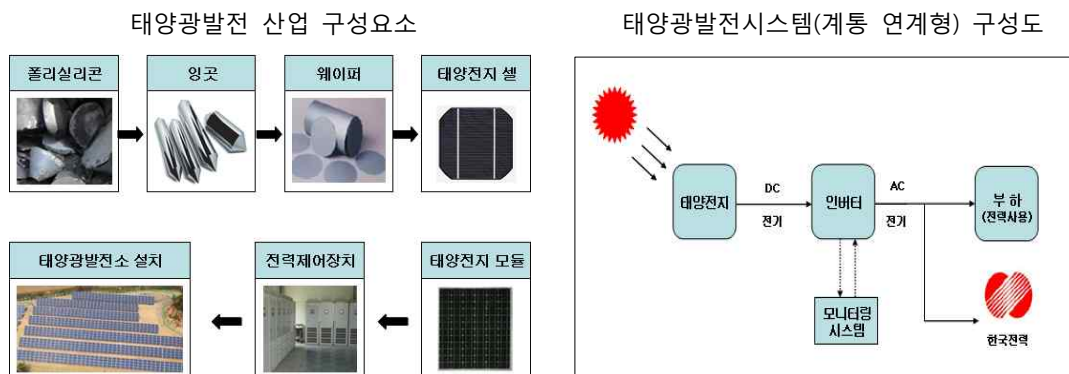 태양광발전 산업 구성요소
폴리실리콘
잉곳
웨이퍼
태양전지 셀
태양광발전소 설치
전력제어장치
태양전지 모듈
태양광발전시스템(계통 연계형) 구성도
태양전지
DC
전기
인버터
AC
전기
부 하
(전력사용)
모니터링
시스템
한국전력